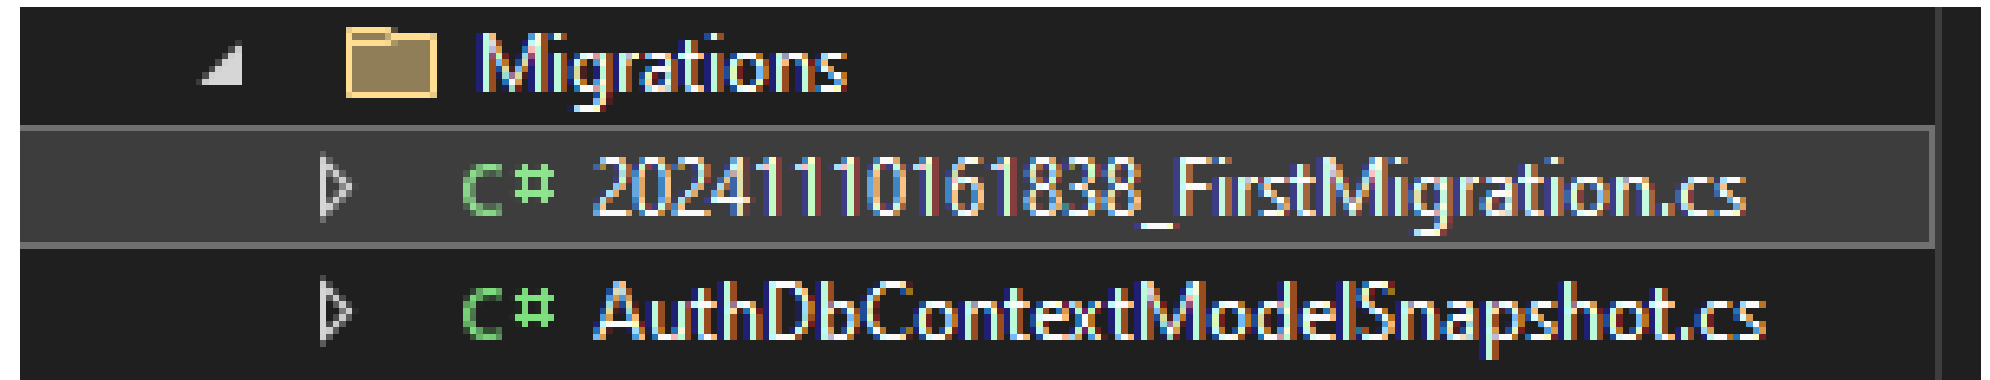 Migrations
C# 20241110161838_FirstMigration.cs
C# AuthDbContextModelSnapshot.cs